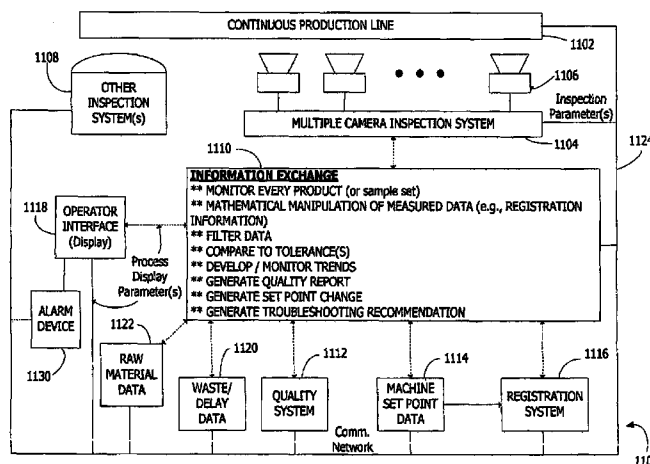 CONTINUOUS PRODUCTION LINE
1102
1108
OTHER
INSPECTION
SYSTEM(s)
1106
Inspection
Parameter(s)
MULTIPLE CAMERA INSPECTION SYSTEM
1104
1124
1110
INFORMATION EXCHANGE
** MONITOR EVERY PRODUCT (or sample set)
** MATHEMATICAL MANIPULATION OF MEASURED DATA (e.g., REGISTRATION
INFORMATION)
** FILTER DATA
** COMPARE TO TOLERANCE(S)
** DEVELOP / MONITOR TRENDS
** GENERATE QUALITY REPORT
** GENERATE SET POINT CHANGE
** GENERATE TROUBLESHOOTING RECOMMENDATION
1118
OPERATOR
INTERFACE
(Display)
Process
Display
Parameter(s)
ALARM
DEVICE
1130
1122
RAW
MATERIAL
DATA
1120
WASTE/
DELAY
DATA
1112
QUALITY
SYSTEM
1114
MACHINE
SET POINT
DATA
1116
REGISTRATION
SYSTEM
Comm.
Network